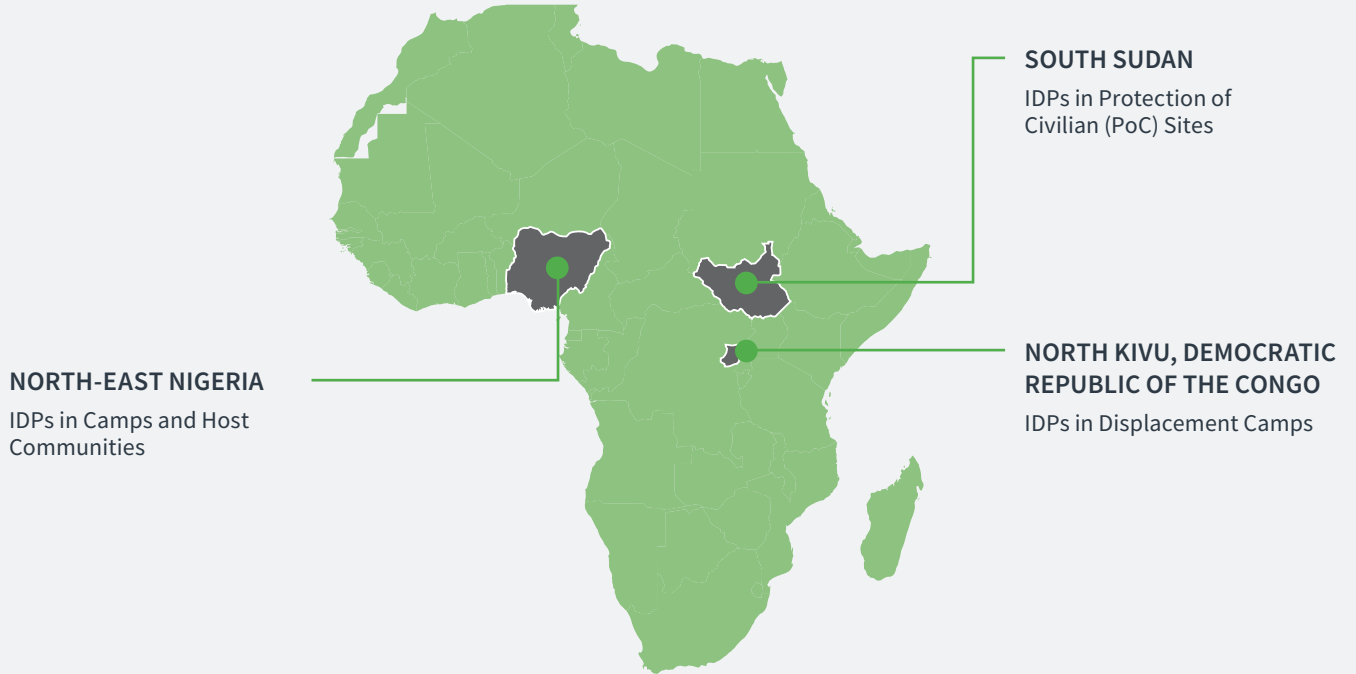 SOUTH SUDAN
IDPs in Protection of
Civilian (PoC) Sites
NORTH KIVU, DEMOCRATIC
REPUBLIC OF THE CONGO
IDPs in Displacement Camps
NORTH-EAST NIGERIA
IDPs in Camps and Host
Communities